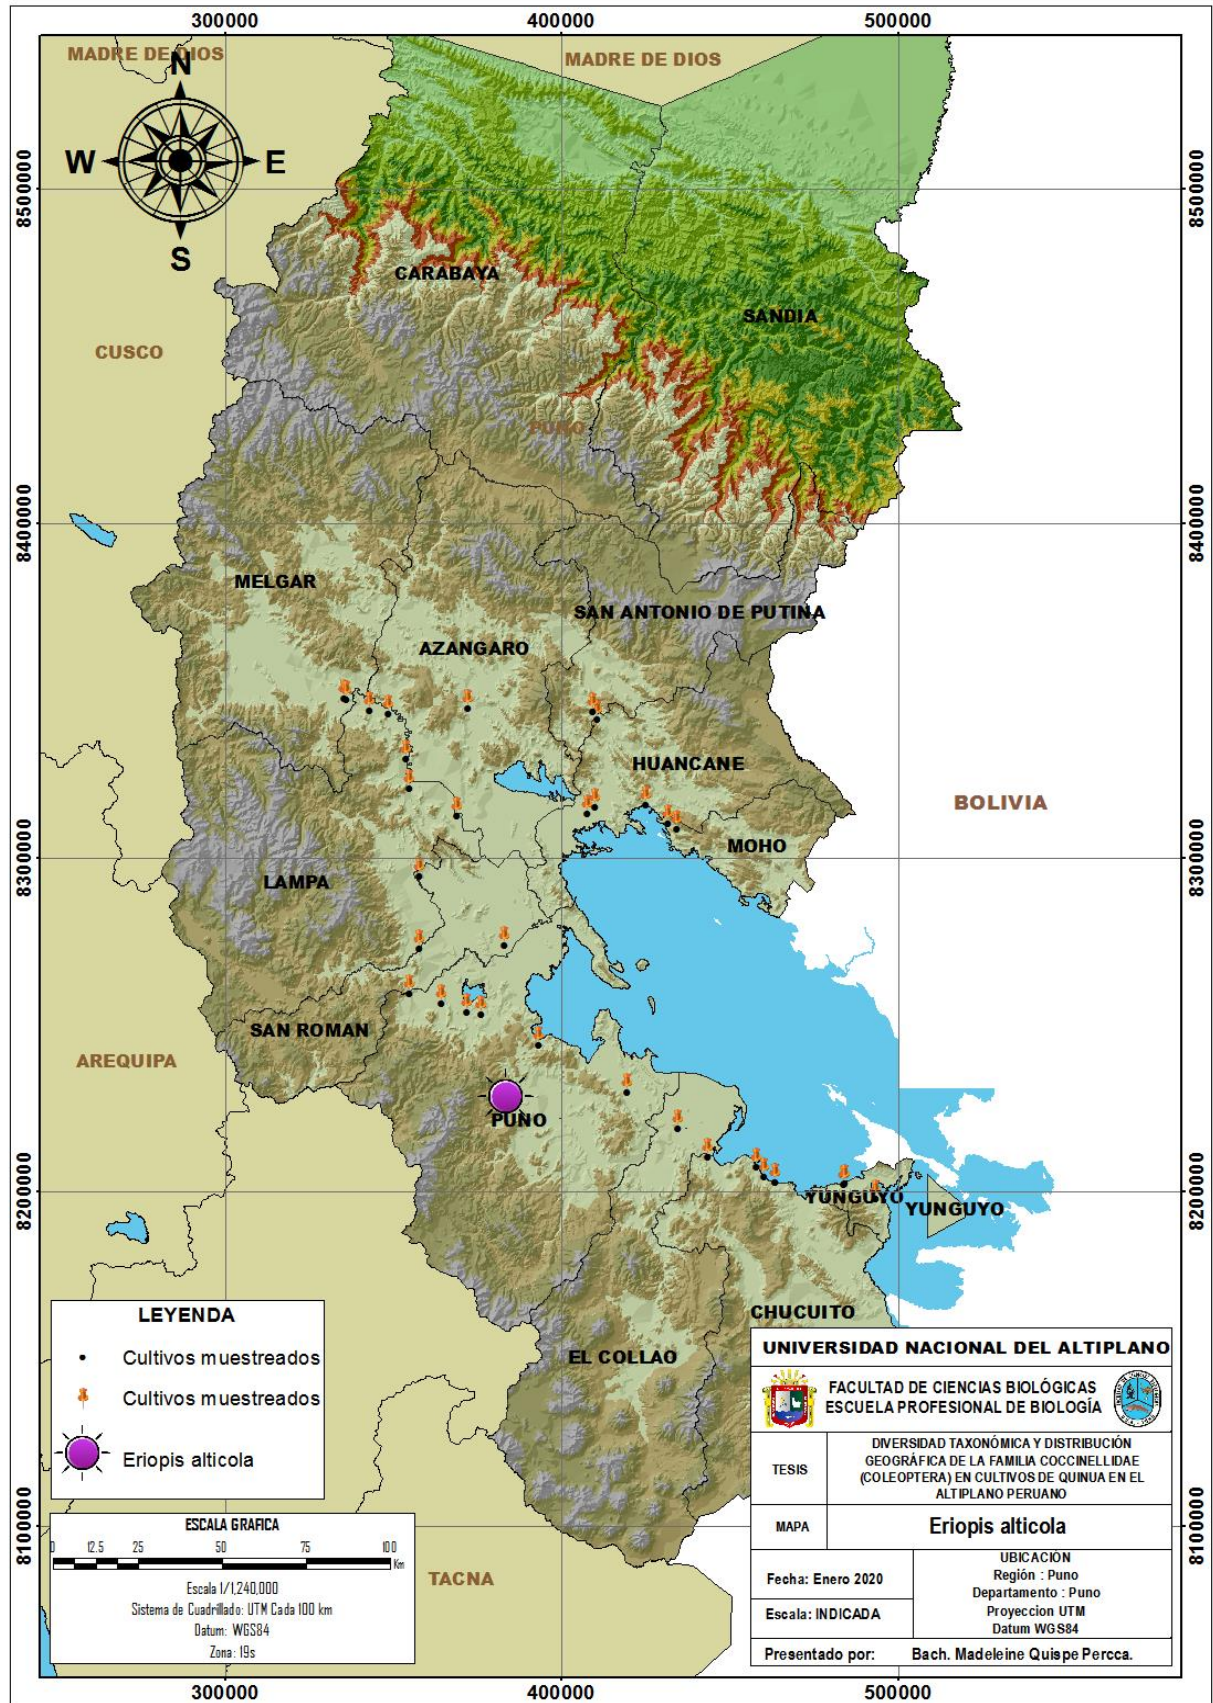 300000 400000 500000
MADRE DE DIOS
MADRE DE DIOS
N
W E
S
8500000
8500000
CARABAYA
SANDIA
CUSCO
PUNO
8400000
8400000
MELGAR
SAN ANTONIO DE PUTINA
AZANGARO
HUANCANE
BOLIVIA
MOHO
8300000
8300000
LAMPA
SAN ROMAN
AREQUIPA
PUNO
8200000
8200000
YUNGUYO
YUNGUYO
CHUCUITO
EL COLLAO
TACNA
8100000
8100000
LEYENDA
Cultivos muestreados
Cultivos muestreados
Eriopis alticola
ESCALA GRAFICA
0 12.5 25 50 75 100
Km
Escala 1/1,240,000
Sistema de Cuadrillado: UTM Cada 100 km
Datum: WGS84
Zona: 19s
UNIVERSIDAD NACIONAL DEL ALTIPLANO
FACULTAD DE CIENCIAS BIOLÓGICAS
ESCUELA PROFESIONAL DE BIOLOGÍA
TESIS
DIVERSIDAD TAXONÓMICA Y DISTRIBUCIÓN
GEOGRÁFICA DE LA FAMILIA COCCINELLIDAE
(COLEOPTERA) EN CULTIVOS DE QUINUA EN EL
ALTIPLANO PERUANO
MAPA
Eriopis alticola
Fecha: Enero 2020
Escala: INDICADA
UBICACIÓN
Región : Puno
Departamento : Puno
Proyeccion UTM
Datum WGS84
Presentado por: Bach. Madeleine Quispe Percca.
300000 400000 500000